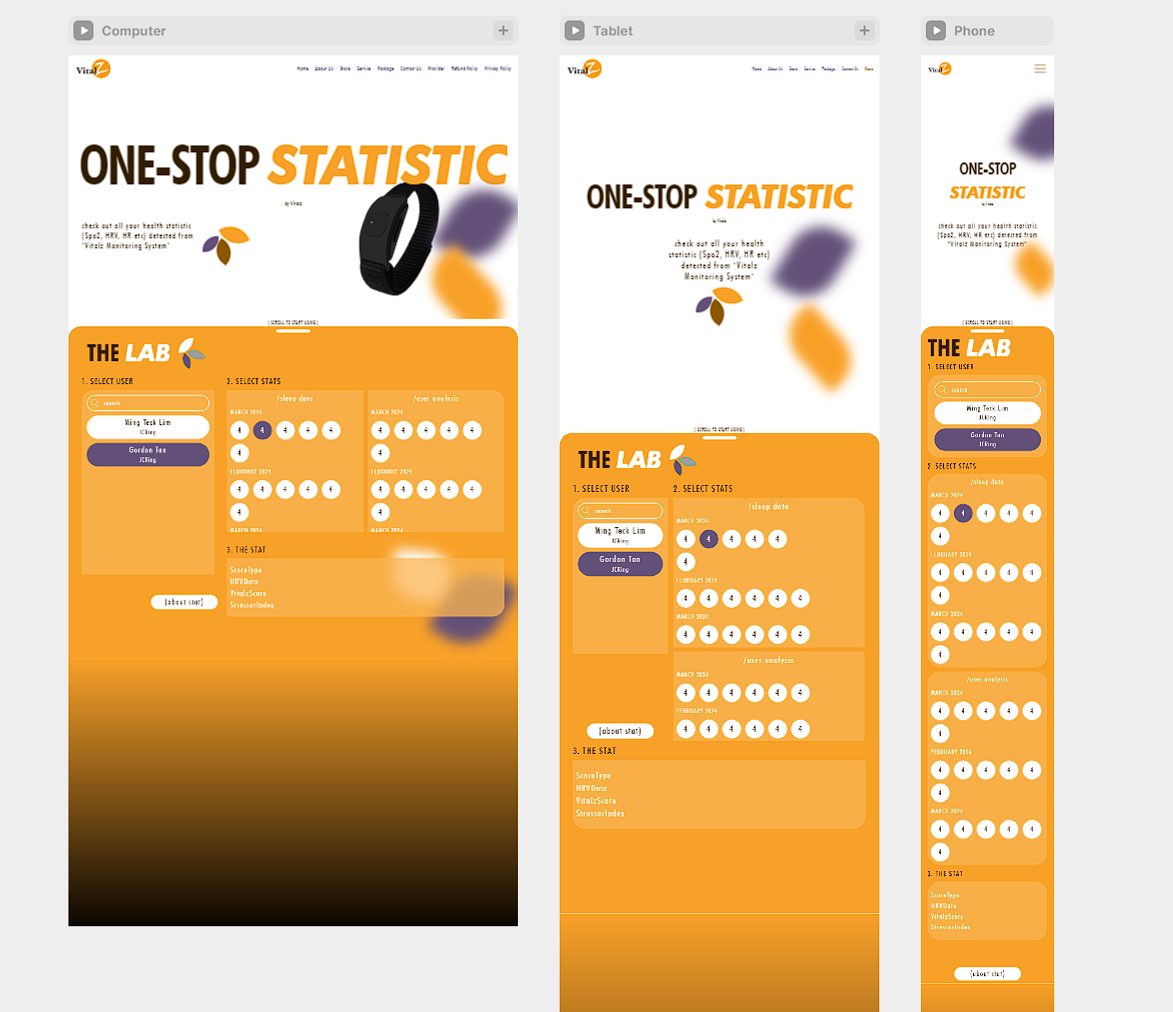 Computer
VitalZ
Home About Us Store Service Package Contact Us Provider Refund Policy Privacy Policy
ONE-STOP STATISTIC
by Vitalz
check out all your health statistic
(Spo2, HRV, HR etc) detected from
"Vitalz Monitoring System"
( SCROLL TO START USING )
THE LAB
1. SELECT USER
search
Ming Teck Lim
JCRing
Gordon Tan
JCRing
(about stat)
2. SELECT STATS
/sleep data
MARCH 2024
4 4 4 4 4
4
FEBRUARY 2024
4 4 4 4 4
4
MARCH 2024
/user analysis
MARCH 2024
4 4 4 4 4
4
FEBRUARY 2024
4 4 4 4 4
4
MARCH 2024
3. THE STAT
ScoreType
HRVDate
VitalzScore
StressorIndex
Tablet
VitalZ
Home About Us Store Service Package Contact Us More
ONE-STOP STATISTIC
by Vitalz
check out all your health
statistic (Spo2, HRV, HR etc)
detected from "Vitalz
Monitoring System"
( SCROLL TO START USING )
THE LAB
1. SELECT USER
search
Ming Teck Lim
JCRing
Gordon Tan
JCRing
(about stat)
2. SELECT STATS
/sleep data
MARCH 2024
4 4 4 4 4
4
FEBRUARY 2024
4 4 4 4 4 4
MARCH 2024
4 4 4 4 4 4
/user analysis
MARCH 2024
4 4 4 4 4 4
FEBRUARY 2024
4 4 4 4 4 4
3. THE STAT
ScoreType
HRVDate
VitalzScore
StressorIndex
Phone
VitalZ
ONE-STOP
STATISTIC
by Vitalz
check out all your health statistic
(Spo2, HRV, HR etc) detected from
"Vitalz Monitoring System"
( SCROLL TO START USING )
THE LAB
1. SELECT USER
search
Ming Teck Lim
JCRing
Gordon Tan
JCRing
2. SELECT STATS
/sleep data
MARCH 2024
4 4 4 4 4
4
FEBRUARY 2024
4 4 4 4 4
4
MARCH 2024
4 4 4 4 4
4
/user analysis
MARCH 2024
4 4 4 4 4
4
FEBRUARY 2024
4 4 4 4 4
4
MARCH 2024
4 4 4 4 4
4
3. THE STAT
ScoreType
HRVDate
VitalzScore
StressorIndex
(about stat)